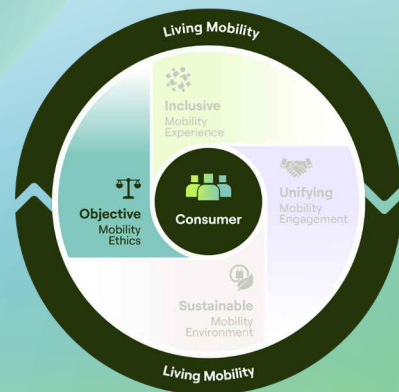 Living Mobility
Inclusive
Mobility
Experience
Objective
Mobility
Ethics
Consumer
Unifying
Mobility
Engagement
Sustainable
Mobility
Environment
Living Mobility